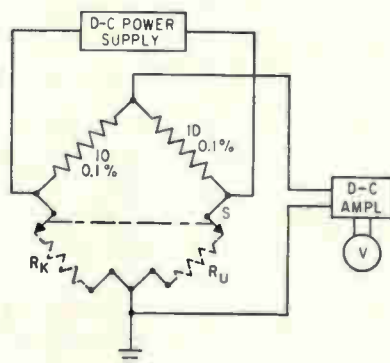 D-C POWER
SUPPLY
10
0.1%
10
0.1%
S
D-C
AMPL
V
RK
RU